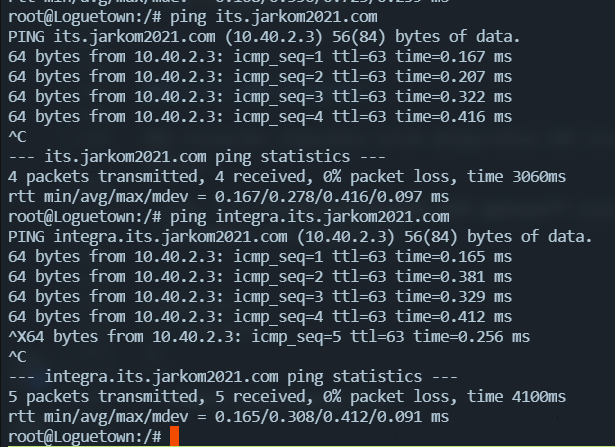 root@Loguetown:/# ping its.jarkom2021.com
PING its.jarkom2021.com (10.40.2.3) 56(84) bytes of data.
64 bytes from 10.40.2.3: icmp_seq=1 ttl=63 time=0.167 ms
64 bytes from 10.40.2.3: icmp_seq=2 ttl=63 time=0.207 ms
64 bytes from 10.40.2.3: icmp_seq=3 ttl=63 time=0.322 ms
64 bytes from 10.40.2.3: icmp_seq=4 ttl=63 time=0.416 ms
^C
--- its.jarkom2021.com ping statistics ---
4 packets transmitted, 4 received, 0% packet loss, time 3060ms
rtt min/avg/max/mdev = 0.167/0.278/0.416/0.097 ms
root@Loguetown:/# ping integra.its.jarkom2021.com
PING integra.its.jarkom2021.com (10.40.2.3) 56(84) bytes of data.
64 bytes from 10.40.2.3: icmp_seq=1 ttl=63 time=0.165 ms
64 bytes from 10.40.2.3: icmp_seq=2 ttl=63 time=0.381 ms
64 bytes from 10.40.2.3: icmp_seq=3 ttl=63 time=0.329 ms
64 bytes from 10.40.2.3: icmp_seq=4 ttl=63 time=0.412 ms
^X64 bytes from 10.40.2.3: icmp_seq=5 ttl=63 time=0.256 ms
^C
--- integra.its.jarkom2021.com ping statistics ---
5 packets transmitted, 5 received, 0% packet loss, time 4100ms
rtt min/avg/max/mdev = 0.165/0.308/0.412/0.091 ms
root@Loguetown:/#